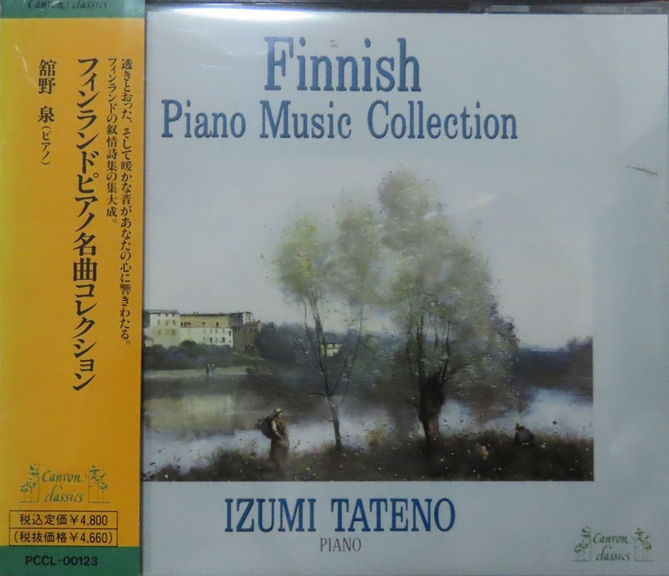 Canyon classics
透きとおった、そして暖かな音があなたの心に響きわたる。
フィンランドの叙情詩集の集大成。
フィンランドピアノ名曲コレクション
舘野 泉(ピアノ)
Canyon
classics
税込定価¥4,800
(税抜価格¥4,660)
PCCL-00123
Finnish
Piano Music Collection
IZUMI TATENO
PIANO
Canyon
classics